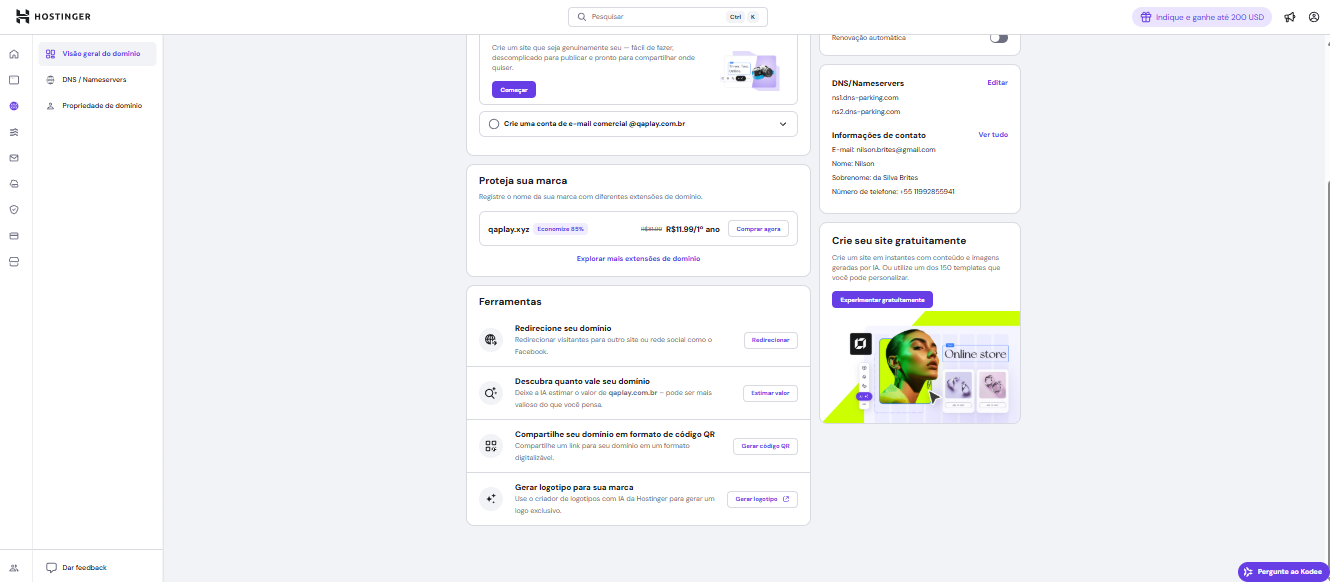 HOSTINGER
Pesquisar
Ctrl K
Indique e ganhe até 200 USD
Visão geral do domínio
DNS / Nameservers
Propriedade de domínio
Dar feedback
Crie um site que seja genuinamente seu — fácil de fazer,
descomplicado para publicar e pronto para compartilhar onde
quiser.
Começar
Crie uma conta de e-mail comercial @qaplay.com.br
Proteja sua marca
Registre o nome da sua marca com diferentes extensões de domínio.
qaplay.xyz Economize 85% R$11.99/1º ano Comprar agora
Explorar mais extensões de domínio
Ferramentas
Redirecione seu domínio
Redirecionar visitantes para outro site ou rede social como o
Facebook.
Redirecionar
Descubra quanto vale seu domínio
Deixe a IA estimar o valor de qaplay.com.br – pode ser mais
valioso do que você pensa.
Estimar valor
Compartilhe seu domínio em formato de código QR
Compartilhe um link para seu domínio em um formato
digitalizável.
Gerar código QR
Gerar logotipo para sua marca
Use o criador de logotipos com IA da Hostinger para gerar um
logo exclusivo.
Gerar logotipo
Renovação automática
DNS/Nameservers Editar
ns1.dns-parking.com
ns2.dns-parking.com
Informações de contato Ver tudo
E-mail: nilson.brites@gmail.com
Nome: Nilson
Sobrenome: da Silva Brites
Número de telefone: +55 11992855941
Crie seu site gratuitamente
Crie um site em instantes com conteúdo e imagens
geradas por IA. Ou utilize um dos 150 templates que
você pode personalizar.
Experimentar gratuitamente
Online store
Pergunte ao Kodee